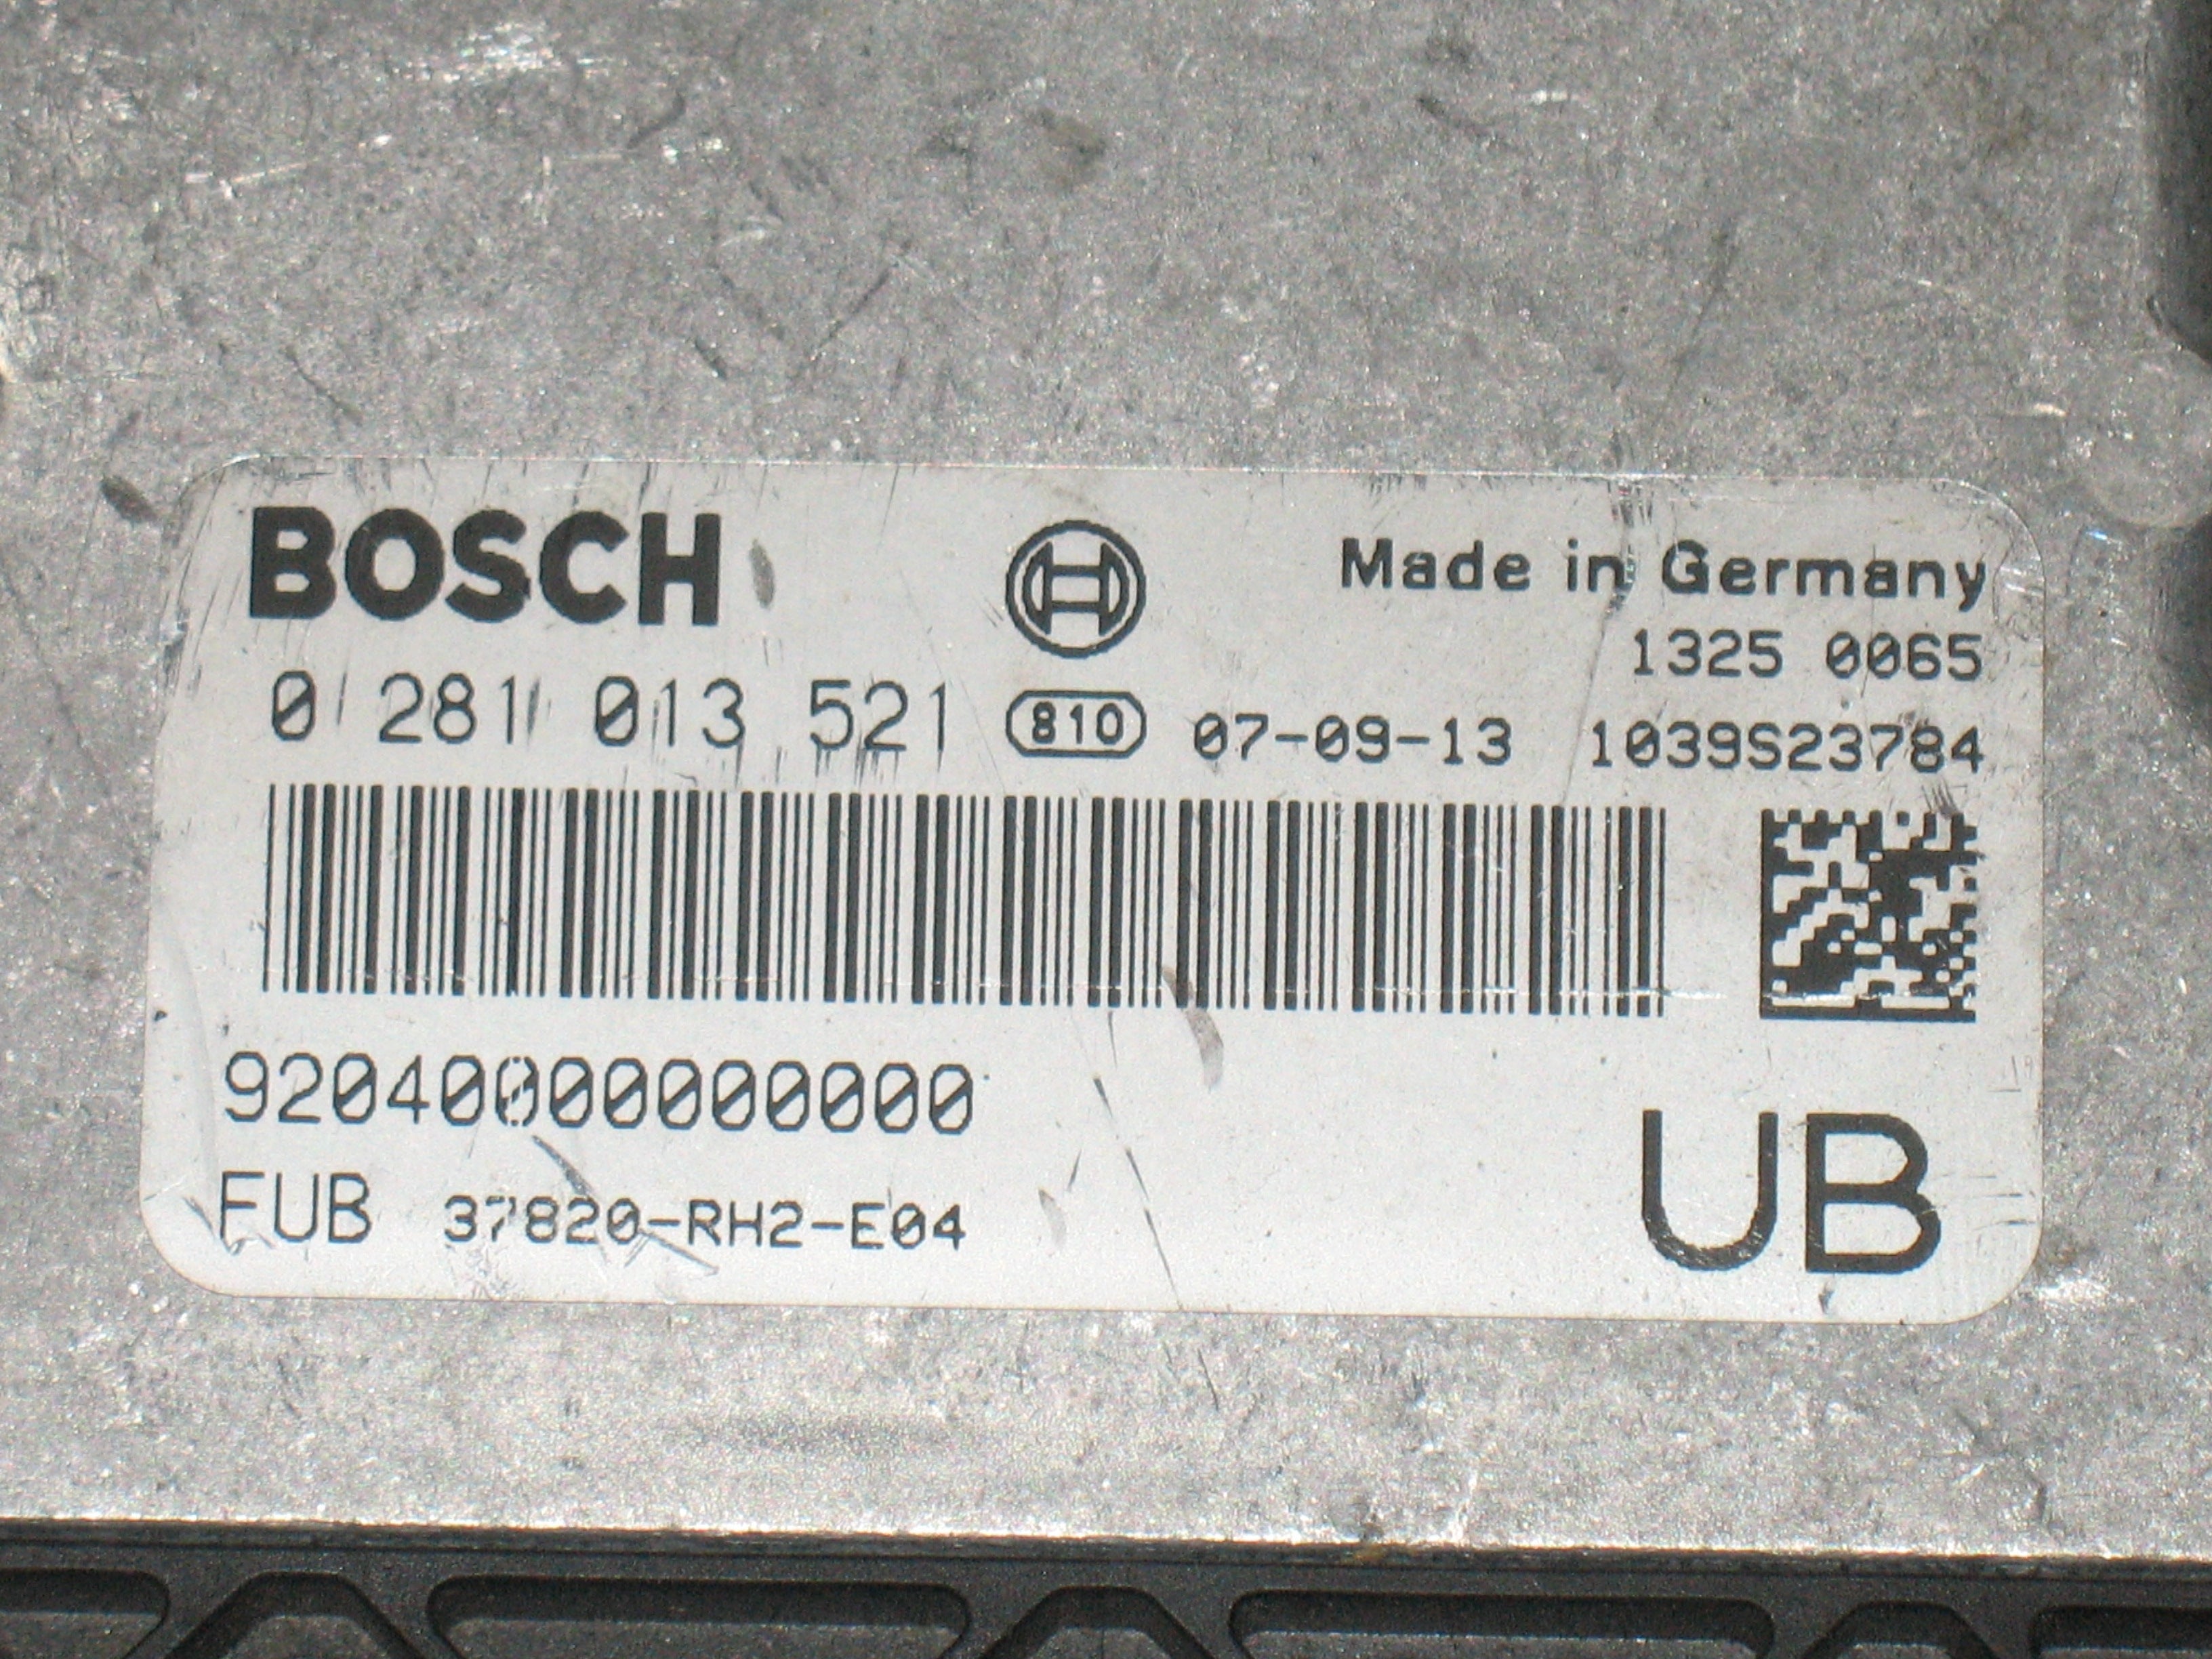 BOSCH Made in Germany
1325 0065
0 281 013 521 810 07-09-13 1039S23784
92040000000000
FUB 37820-RH2-E04 UB